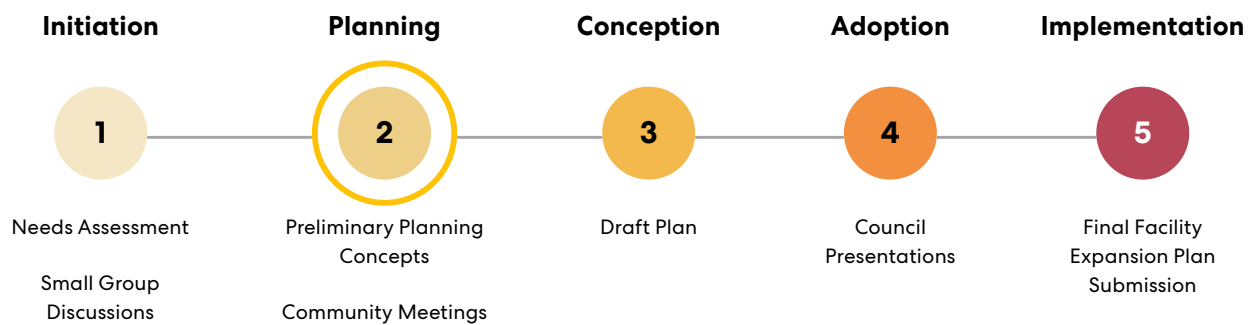 Initiation
Planning
Conception
Adoption
Implementation
1
2
3
4
5
Needs Assessment
Small Group
Discussions
Preliminary Planning
Concepts
Community Meetings
Draft Plan
Council
Presentations
Final Facility
Expansion Plan
Submission